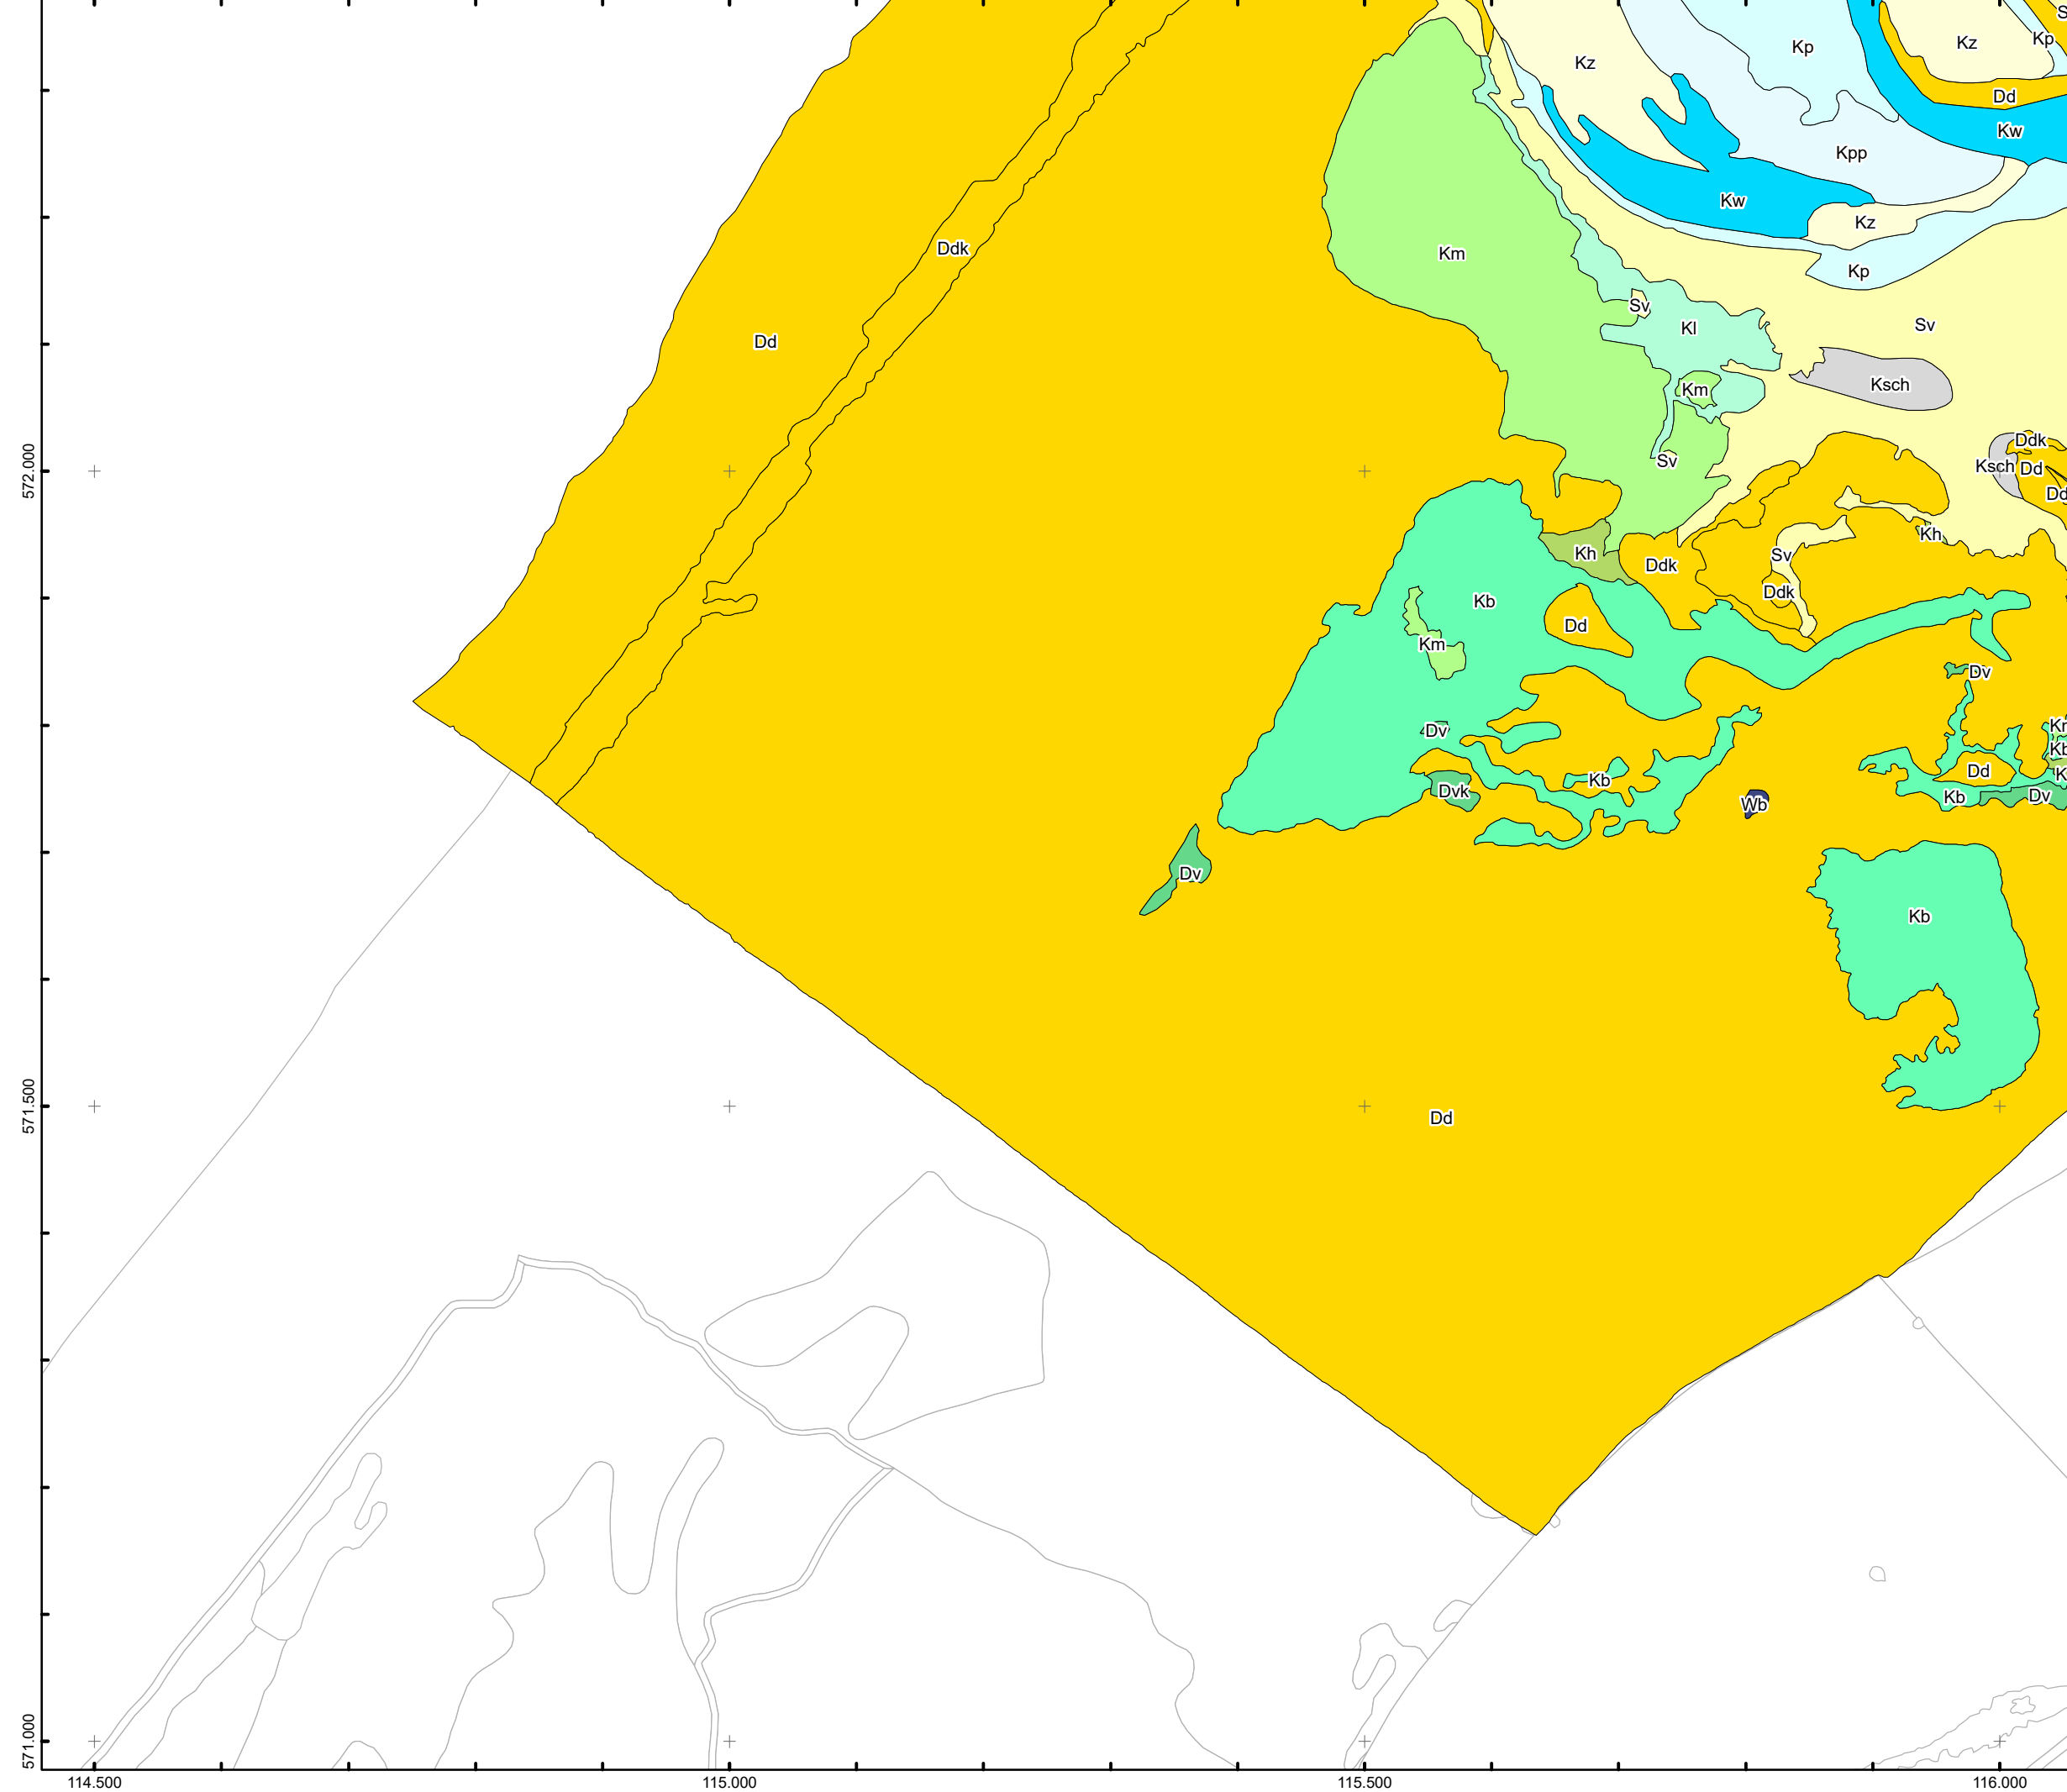 Kz
Kp
Kz
Kp
Dd
Kw
Kpp
Kw
Kz
Km
Ddk
Kp
Sv
Kl
Sv
Dd
Ksch
Km
Ddk
572.000
Sv
Ksch
Dd
Kh
Kh
Sv
Ddk
Ddk
Kb
Dd
Km
Dv
Dv
Kb
Dd
Dvk
Kb
Dv
Wb
Dv
Kb
571.500
Dd
571.000
114.500
115.000
115.500
116.000